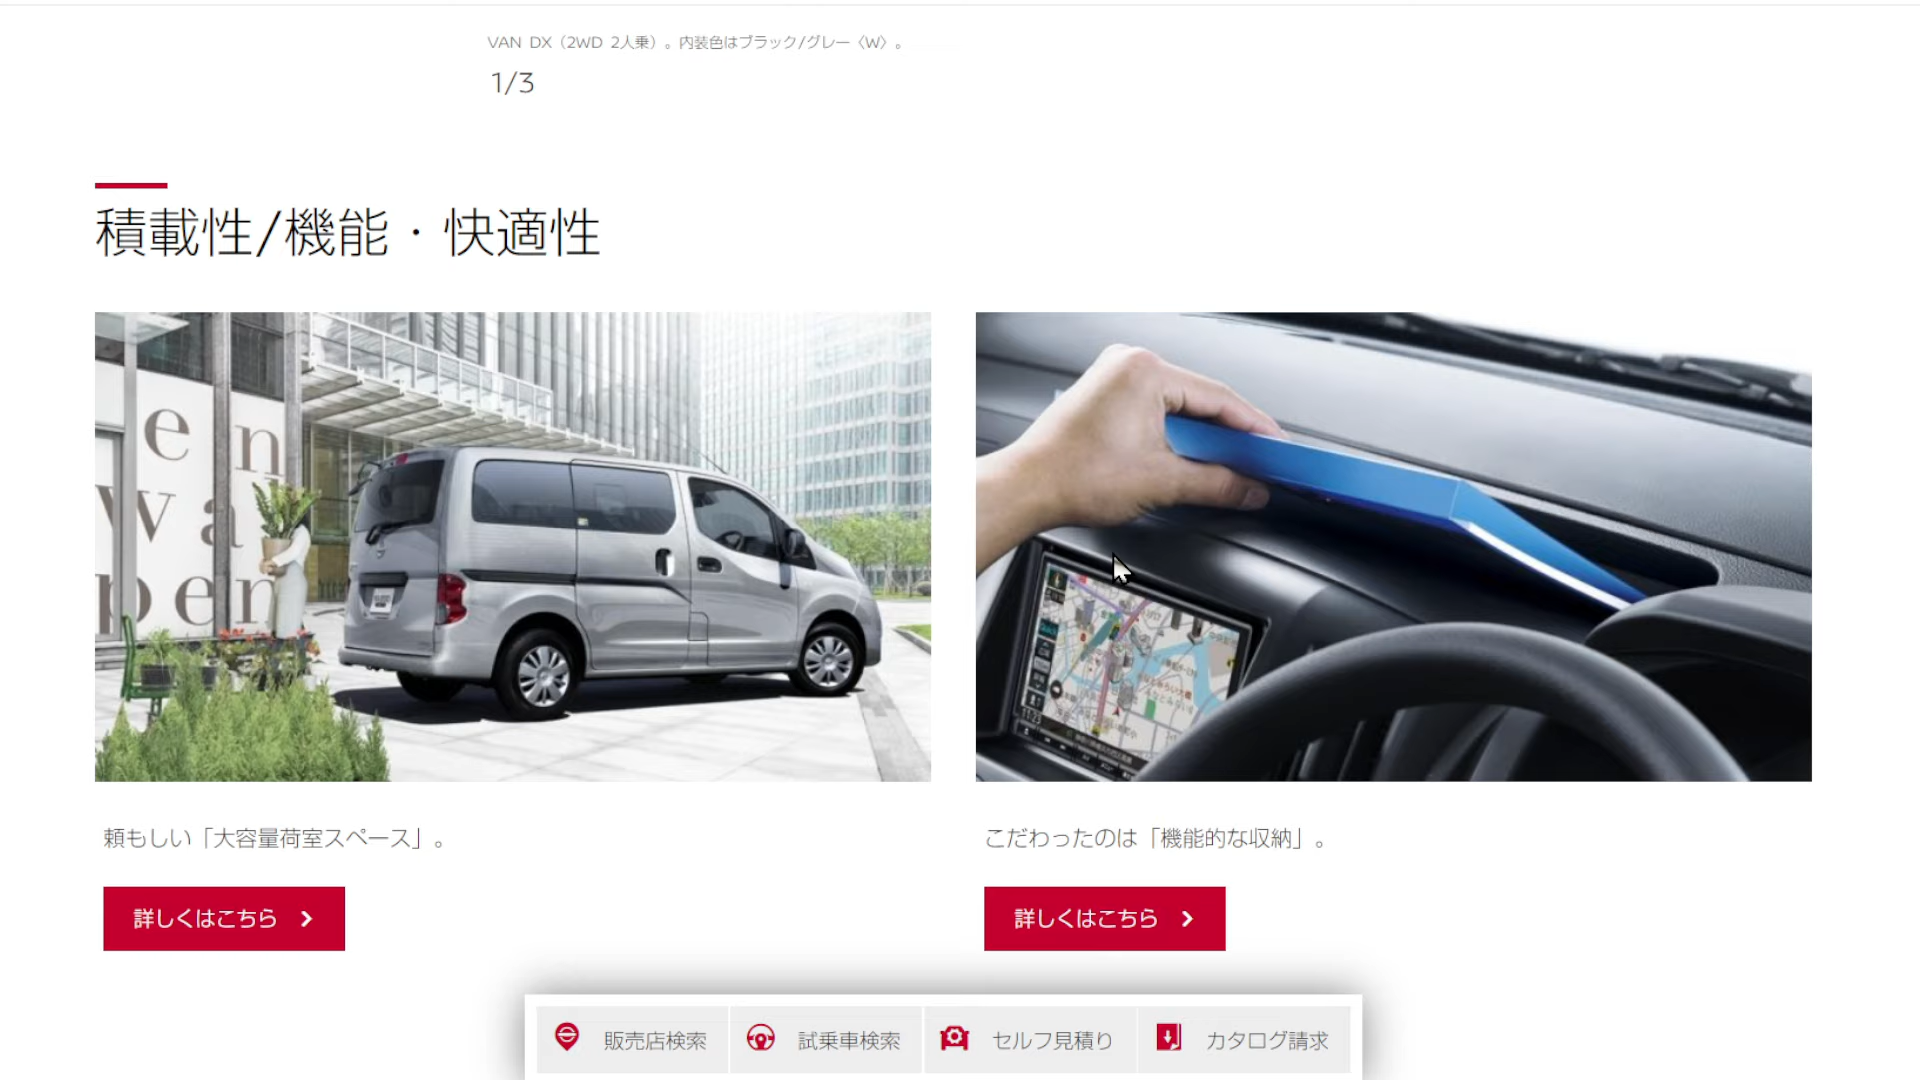 VAN DX（2WD 2人乗）。内装色はブラック/グレー〈W〉。
1/3
積載性/機能・快適性
en
wa
pen
頼もしい「大容量荷室スペース」。
こだわったのは「機能的な収納」。
詳しくはこちら
詳しくはこちら
販売店検索
試乗車検索
セルフ見積り
カタログ請求